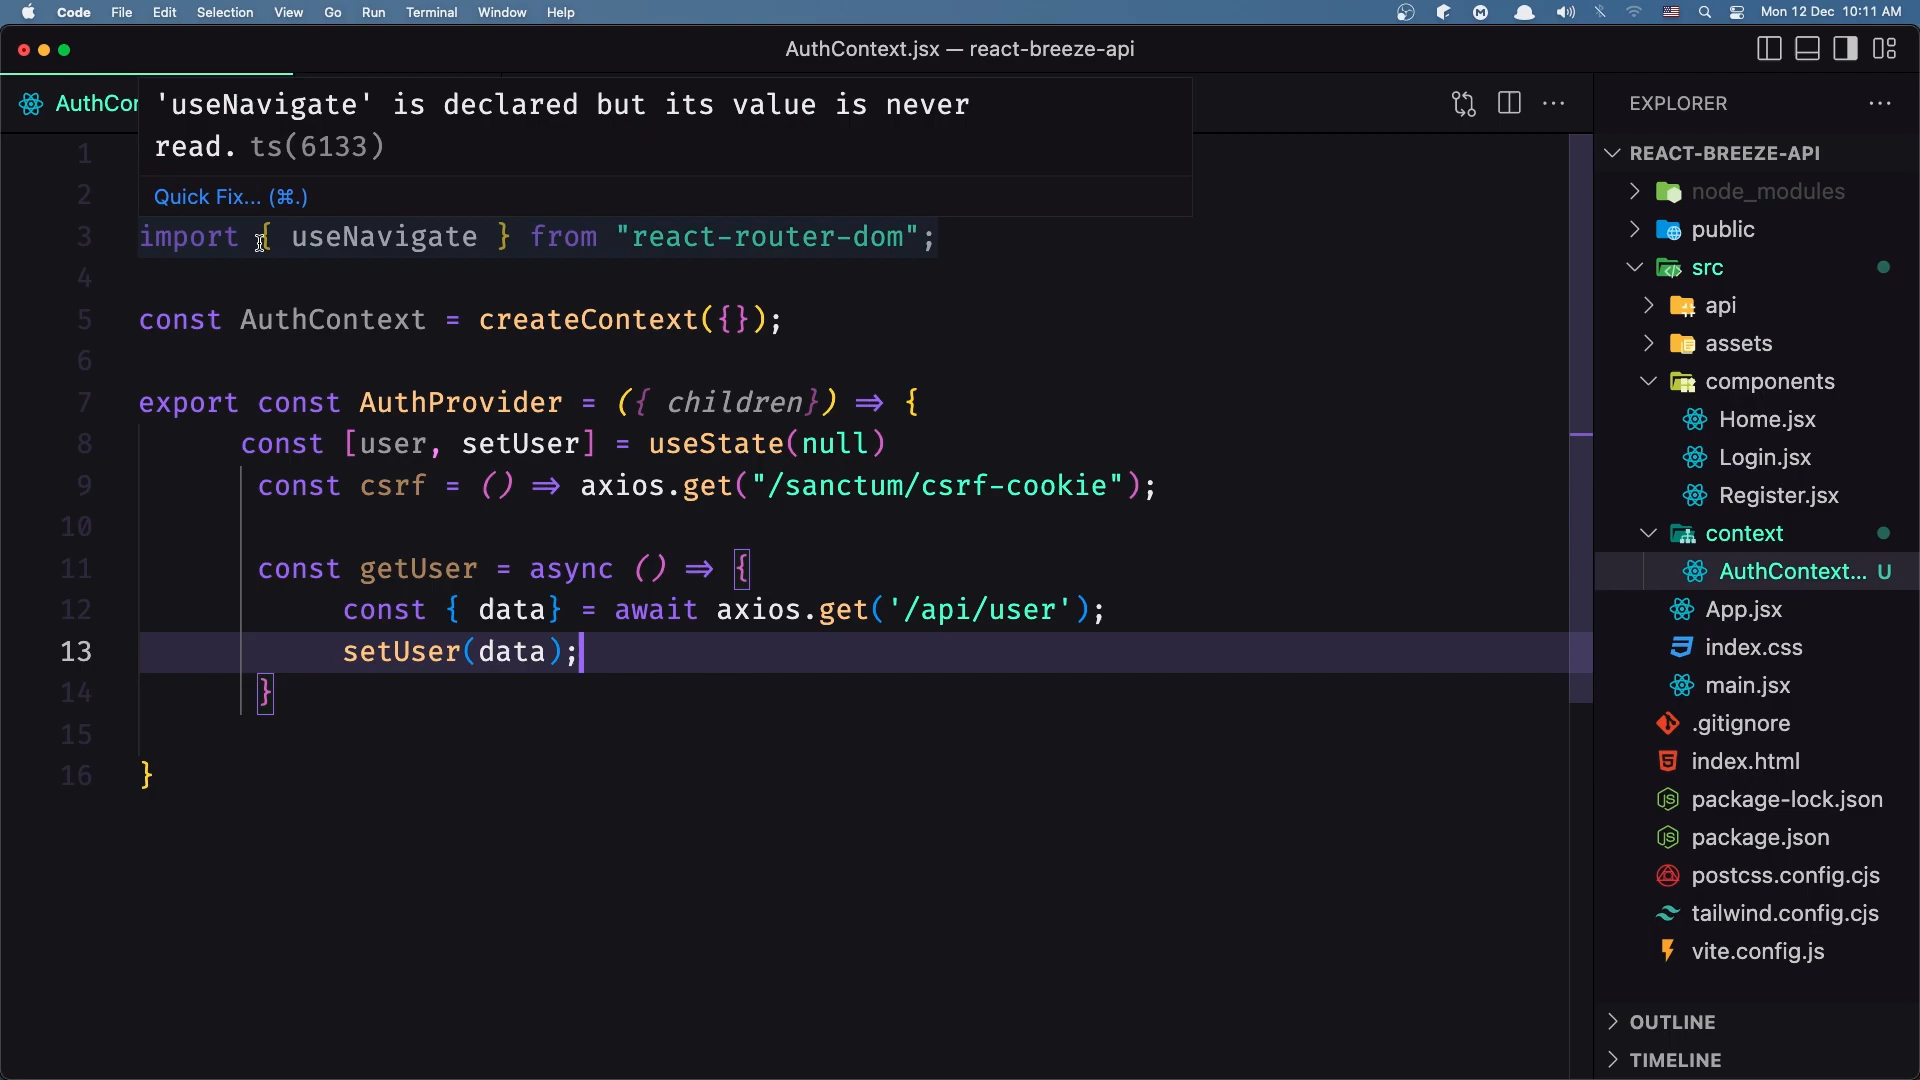 Code File Edit Selection View Go Run Terminal Window Help Mon 12 Dec 10:11 AM
AuthContext.jsx — react-breeze-api
AuthCon
'useNavigate' is declared but its value is never
read. ts(6133)
Quick Fix... (⌘.)
1
2
3 import { useNavigate } from "react-router-dom";
4
5 const AuthContext = createContext({});
6
7 export const AuthProvider = ({ children}) => {
8 const [user, setUser] = useState(null)
9 const csrf = () => axios.get("/sanctum/csrf-cookie");
10
11 const getUser = async () => {
12 const { data} = await axios.get('/api/user');
13 setUser(data);
14 }
15
16 }
EXPLORER
REACT-BREEZE-API
node_modules
public
src
api
assets
components
Home.jsx
Login.jsx
Register.jsx
context
AuthContext... U
App.jsx
index.css
main.jsx
.gitignore
index.html
package-lock.json
package.json
postcss.config.cjs
tailwind.config.cjs
vite.config.js
OUTLINE
TIMELINE